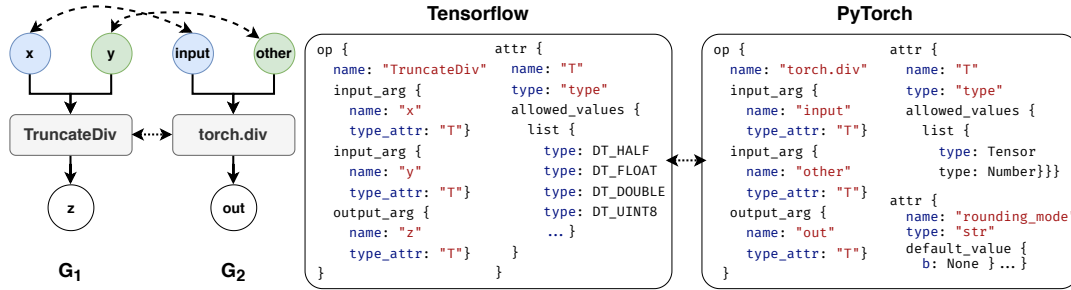 x
y
input
other
TruncateDiv
torch.div
z
out
G1
G2
Tensorflow
op {
name: "TruncateDiv"
input_arg {
name: "x"
type_attr: "T"}
input_arg {
name: "y"
type_attr: "T"}
output_arg {
name: "z"
type_attr: "T"}
}
attr {
name: "T"
type: "type"
allowed_values {
list {
type: DT_HALF
type: DT_FLOAT
type: DT_DOUBLE
type: DT_UINT8
... }
}
}
PyTorch
op {
name: "torch.div"
input_arg {
name: "input"
type_attr: "T"}
input_arg {
name: "other"
type_attr: "T"}
output_arg {
name: "out"
type_attr: "T"}
}
attr {
name: "T"
type: "type"
allowed_values {
list {
type: Tensor
type: Number}}}
attr {
name: "rounding_mode"
type: "str"
default_value {
b: None } ... }